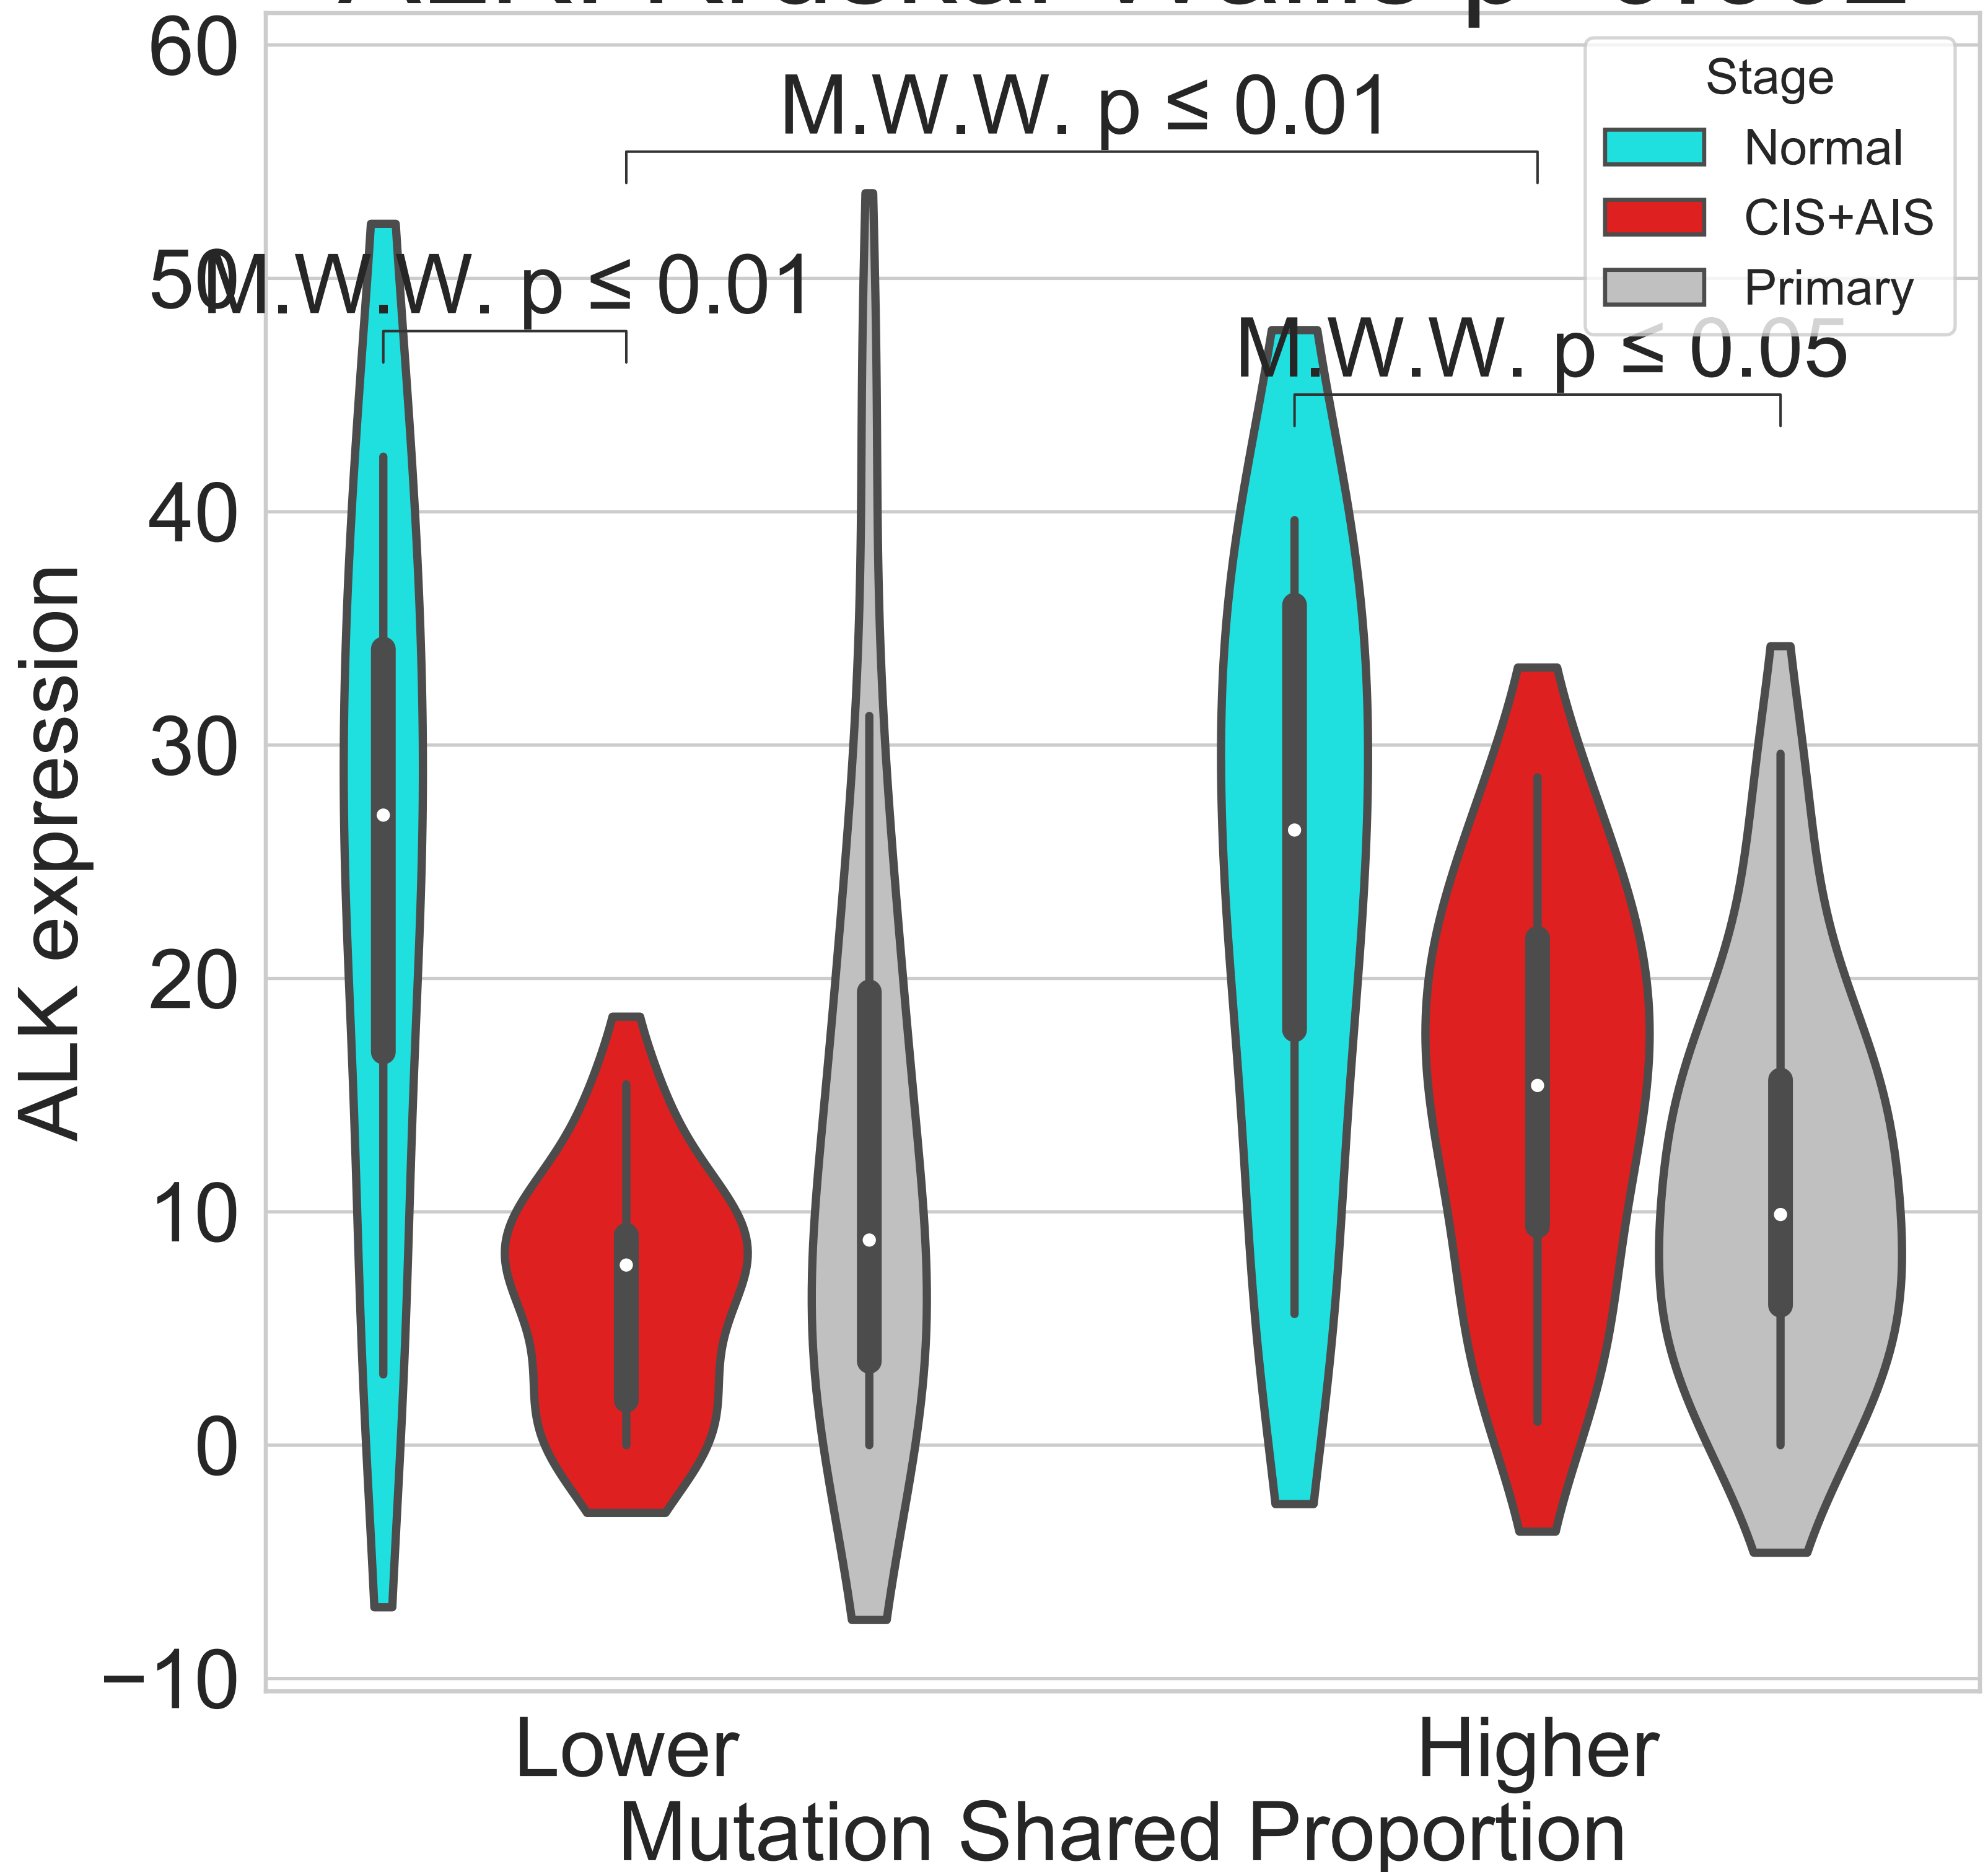 60
M.W.W. p ≤ 0.01
Stage
Normal
CIS+AIS
Primary
50
M.W.W. p ≤ 0.01
M.W.W. p ≤ 0.05
40
30
20
10
0
−10
ALK expression
Lower
Higher
Mutation Shared Proportion